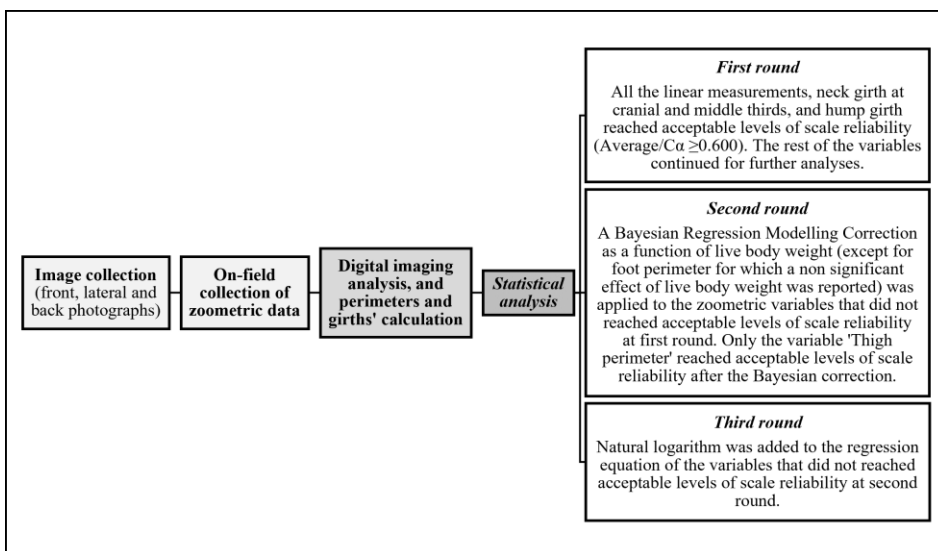 Image collection
(front, lateral and
back photographs)
On-field
collection of
zoometric data
Digital imaging
analysis, and
perimeters and
girths' calculation
Statistical
analysis
First round
All the linear measurements, neck girth at
cranial and middle thirds, and hump girth
reached acceptable levels of scale reliability
(Average/Cα ≥0.600). The rest of the variables
continued for further analyses.
Second round
A Bayesian Regression Modelling Correction
as a function of live body weight (except for
foot perimeter for which a non significant
effect of live body weight was reported) was
applied to the zoometric variables that did not
reached acceptable levels of scale reliability
at first round. Only the variable 'Thigh
perimeter' reached acceptable levels of scale
reliability after the Bayesian correction.
Third round
Natural logarithm was added to the regression
equation of the variables that did not reached
acceptable levels of scale reliability at second
round.